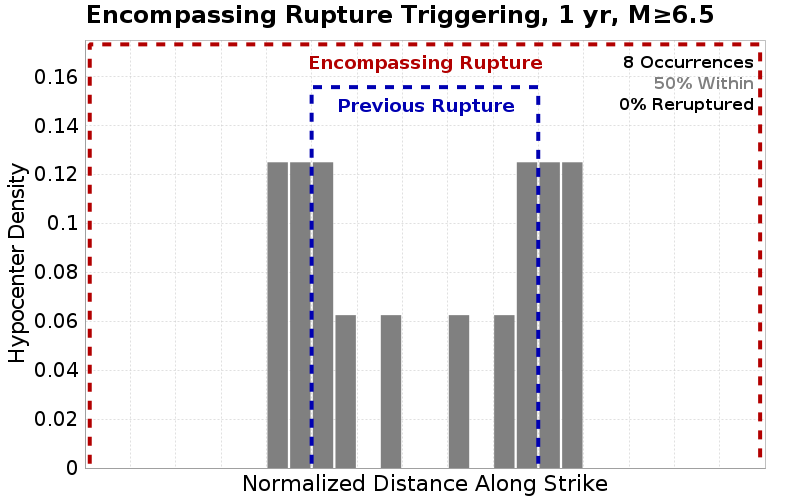 Encompassing Rupture Triggering, 1 yr, M≥6.5
Encompassing Rupture
8 Occurrences
50% Within
Previous Rupture
0% Reruptured
0.16
0.14
0.12
0.1
0.08
0.06
0.04
0.02
0
Hypocenter Density
Normalized Distance Along Strike